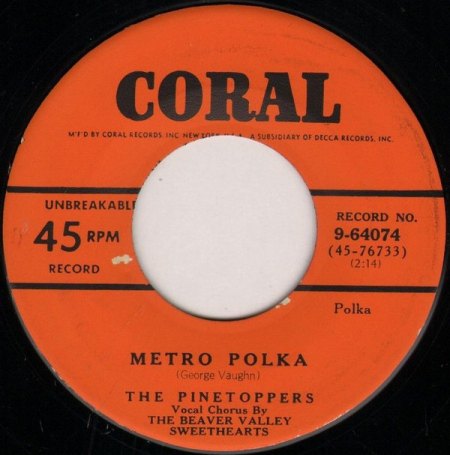 CORAL
M'F'D BY CORAL RECORDS, INC. NEW YORK, U.S.A. A SUBSIDIARY OF DECCA RECORDS, INC.
UNBREAKABLE
45 RPM
RECORD
RECORD NO.
9-64074
(45-76733)
(2:14)
Polka
METRO POLKA
(George Vaughn)
THE PINETOPPERS
Vocal Chorus By
THE BEAVER VALLEY
SWEETHEARTS